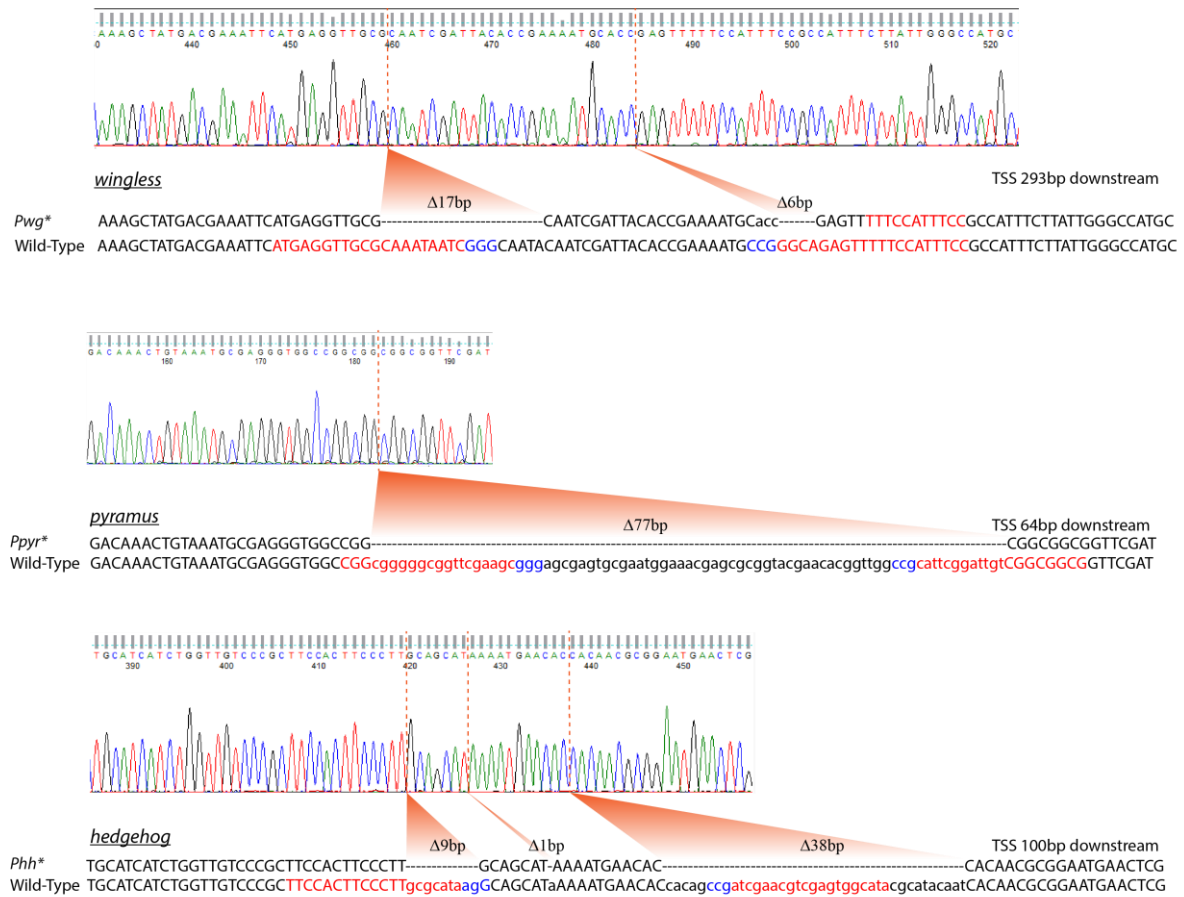 AAAGCTATGACGAAATTCATGAGGTTGCGCAATCGATTACACCGAAAATGCACCGAGTTTTTCCATTTCCGCCATTTCTTATTGGGCCATGC
0 440 450 460 470 480 490 500 510 520
wingless
TSS 293bp downstream
Δ17bp Δ6bp
Pwg* AAAGCTATGACGAAATTCATGAGGTTGCG-----------------CAATCGATTACACCGAAAATGCacc------GAGTTTTTCCATTTCCGCCATTTCTTATTGGGCCATGC
Wild-Type AAAGCTATGACGAAATTCATGAGGTTGCGCAAATAATCGGGCAATACAATCGATTACACCGAAAATGCCGGGCAGAGTTTTTCCATTTCCGCCATTTCTTATTGGGCCATGC
GACAAACTGTAAATGCGAGGGTGGCCGGCGGCGGCGGTTCGAT
160 170 180 190
pyramus
Δ77bp
TSS 64bp downstream
Ppyr* GACAAACTGTAAATGCGAGGGTGGCCGG-----------------------------------------------------------------------------CGGCGGCGGTTCGAT
Wild-Type GACAAACTGTAAATGCGAGGGTGGCCGGcgggggcggttcgaagcgggagcgagtgcgaatggaaacgagcgcggtacgaacacggttggccgcattcggattgtCGGCGGCGGTTCGAT
TGCATCATCTGGTTGTCCCGCTTCCACTTCCCTTGCAGCATAAAATGAACACCACAACGCGGAATGAACTCG
390 400 410 420 430 440 450
hedgehog
Δ9bp Δ1bp Δ38bp
TSS 100bp downstream
Phh* TGCATCATCTGGTTGTCCCGCTTCCACTTCCCTT---------GCAGCAT-AAAATGAACAC--------------------------------------CACAACGCGGAATGAACTCG
Wild-Type TGCATCATCTGGTTGTCCCGCTTCCACTTCCCTTgcgcataagGCAGCATaAAAATGAACACcacagccgatcgaacgtcgagtggcatacgcatacaatCACAACGCGGAATGAACTCG